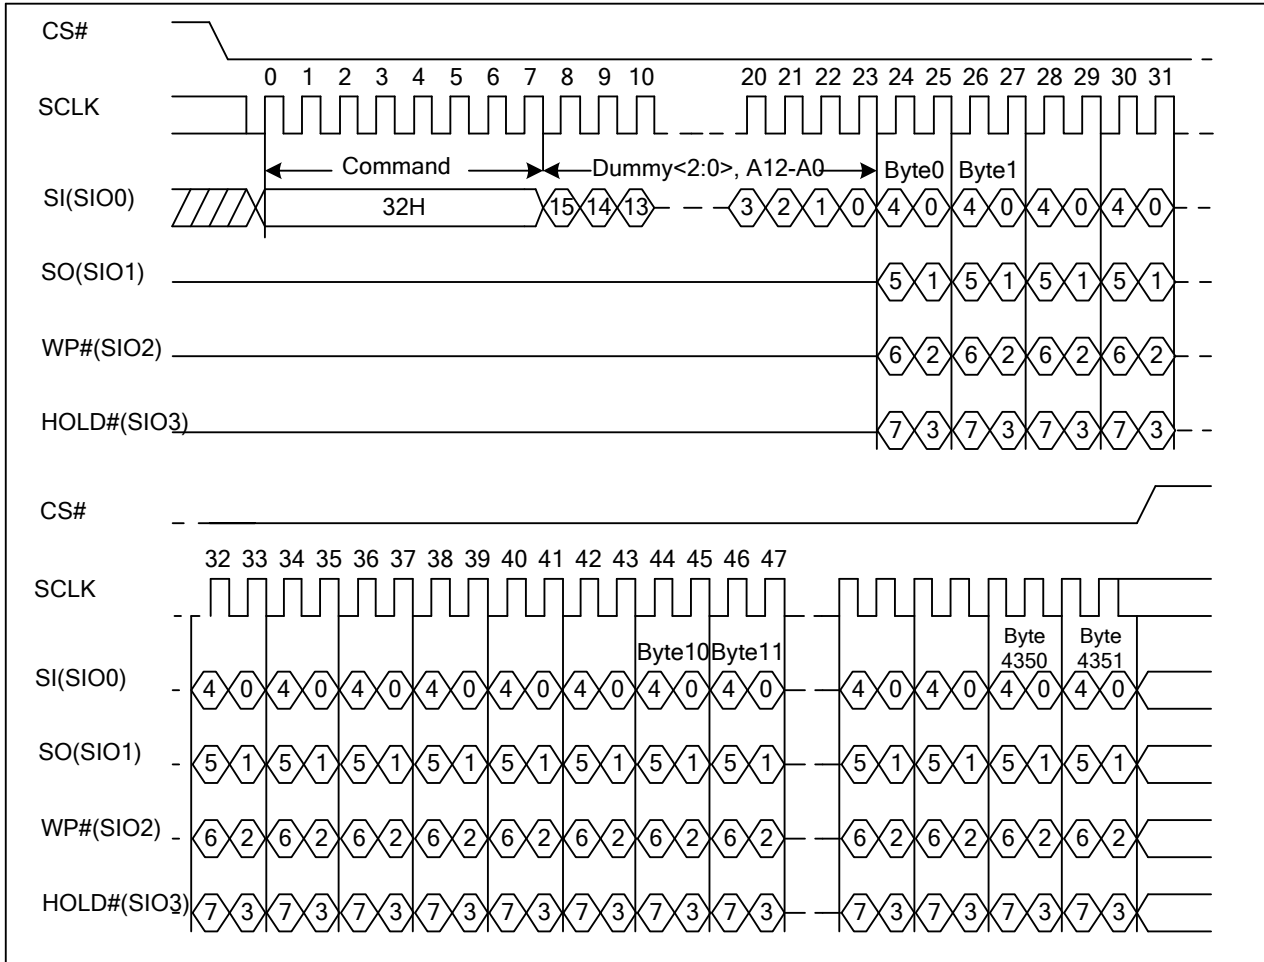 CS#
0 1 2 3 4 5 6 7 8 9 10 20 21 22 23 24 25 26 27 28 29 30 31
SCLK
Command Dummy<2:0>, A12-A0 Byte0 Byte1
SI(SIO0) 32H 15 14 13 3 2 1 0 4 0 4 0 4 0 4 0
SO(SIO1) 5 1 5 1 5 1 5 1
WP#(SIO2) 6 2 6 2 6 2 6 2
HOLD#(SIO3) 7 3 7 3 7 3 7 3
CS#
32 33 34 35 36 37 38 39 40 41 42 43 44 45 46 47
SCLK
Byte10 Byte11 Byte 4350 Byte 4351
SI(SIO0) 4 0 4 0 4 0 4 0 4 0 4 0 4 0 4 0 4 0 4 0 4 0 4 0
SO(SIO1) 5 1 5 1 5 1 5 1 5 1 5 1 5 1 5 1 5 1 5 1 5 1 5 1
WP#(SIO2) 6 2 6 2 6 2 6 2 6 2 6 2 6 2 6 2 6 2 6 2 6 2 6 2
HOLD#(SIO3) 7 3 7 3 7 3 7 3 7 3 7 3 7 3 7 3 7 3 7 3 7 3 7 3